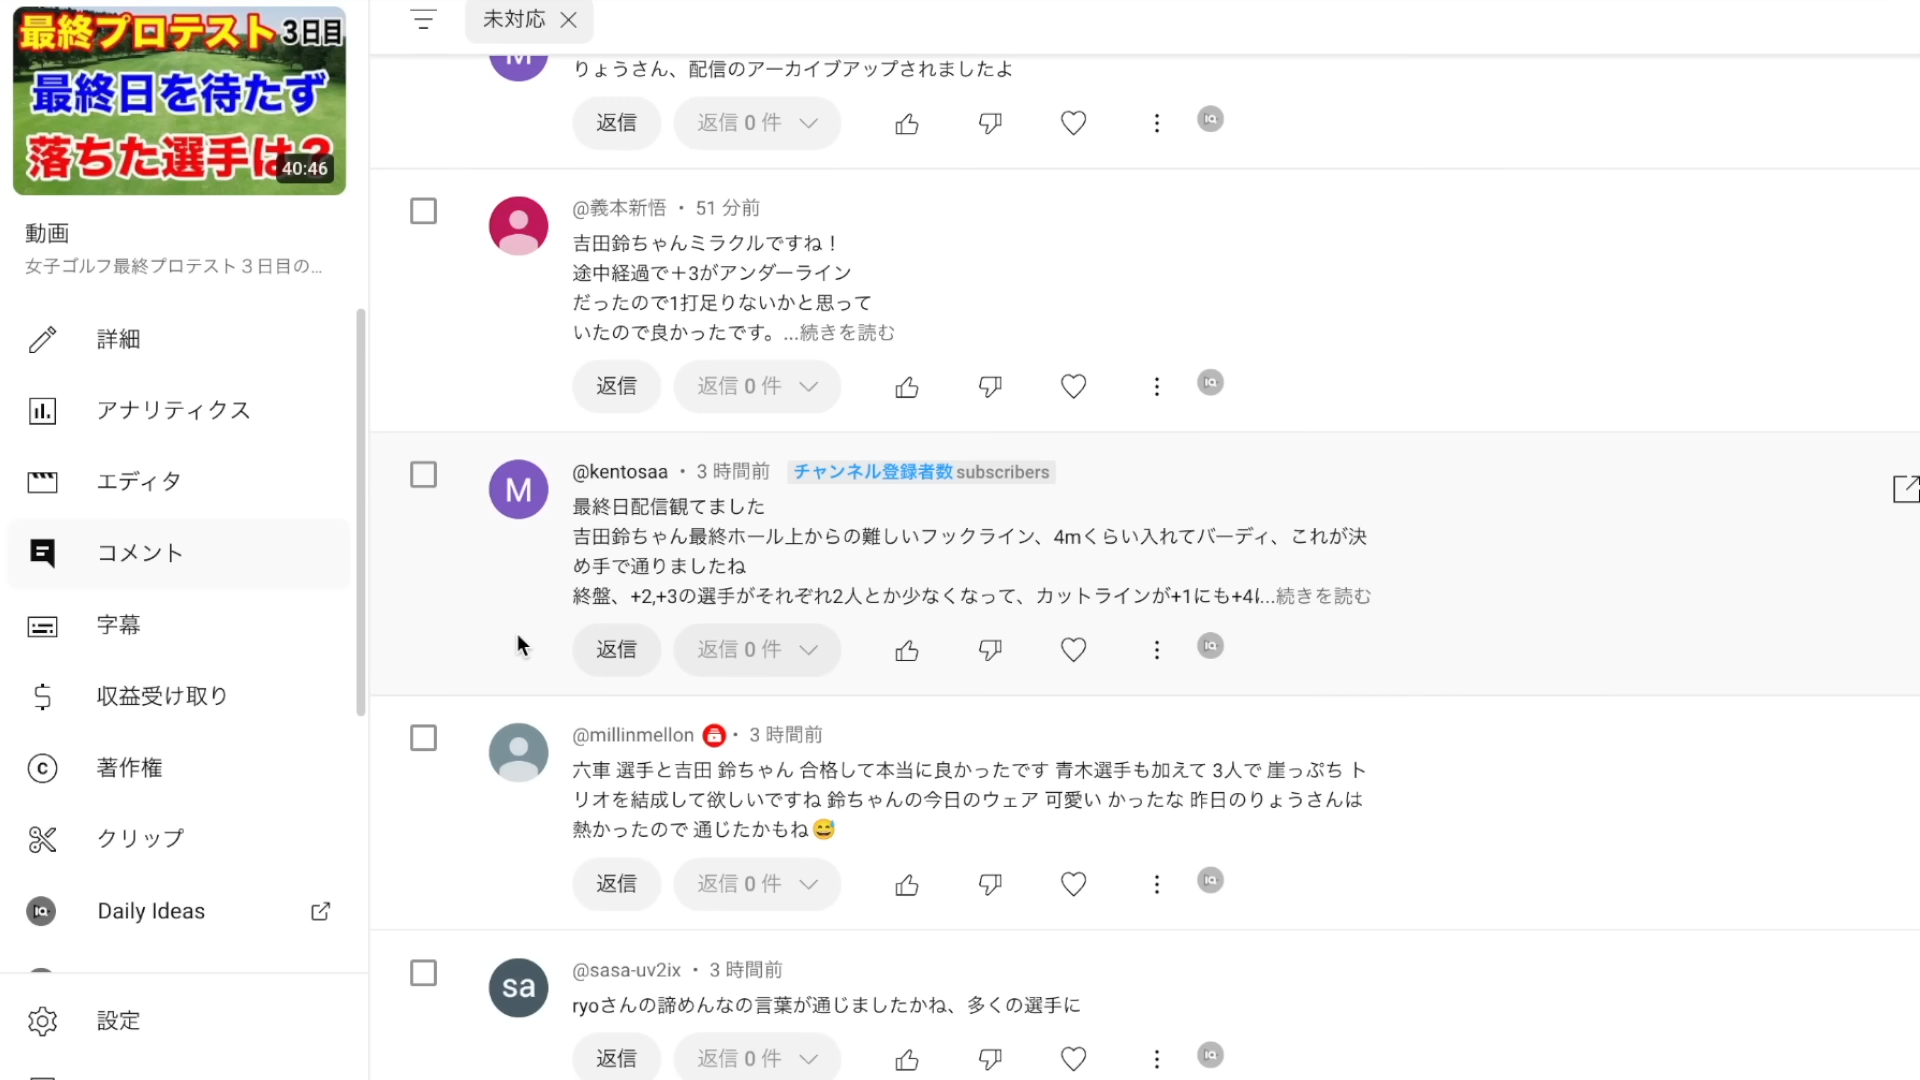 最終プロテスト3日目
最終日を待たず
落ちた選手は?
40:46
動画
女子ゴルフ最終プロテスト３日目の...
詳細
アナリティクス
エディタ
コメント
字幕
収益受け取り
著作権
クリップ
Daily Ideas
設定
未対応
M
りょうさん、配信のアーカイブアップされましたよ
返信 返信 0 件
@義本新悟 • 51 分前
吉田鈴ちゃんミラクルですね！
途中経過で＋3がアンダーライン
だったので1打足りないかと思って
いたので良かったです。...続きを読む
返信 返信 0 件
M
@kentosaa • 3 時間前 チャンネル登録者数 subscribers
最終日配信観てました
吉田鈴ちゃん最終ホール上からの難しいフックライン、4mくらい入れてバーディ、これが決
め手で通りましたね
終盤、+2,+3の選手がそれぞれ2人とか少なくなって、カットラインが+1にも+4に...続きを読む
返信 返信 0 件
@millinmellon • 3 時間前
六車 選手と吉田 鈴ちゃん 合格して本当に良かったです 青木選手も加えて 3人で 崖っぷち ト
リオを結成して欲しいですね 鈴ちゃんの今日のウェア 可愛い かったな 昨日のりょうさんは
熱かったので 通じたかもね😅
返信 返信 0 件
sa
@sasa-uv2ix • 3 時間前
ryoさんの諦めんなの言葉が通じましたかね、多くの選手に
返信 返信 0 件